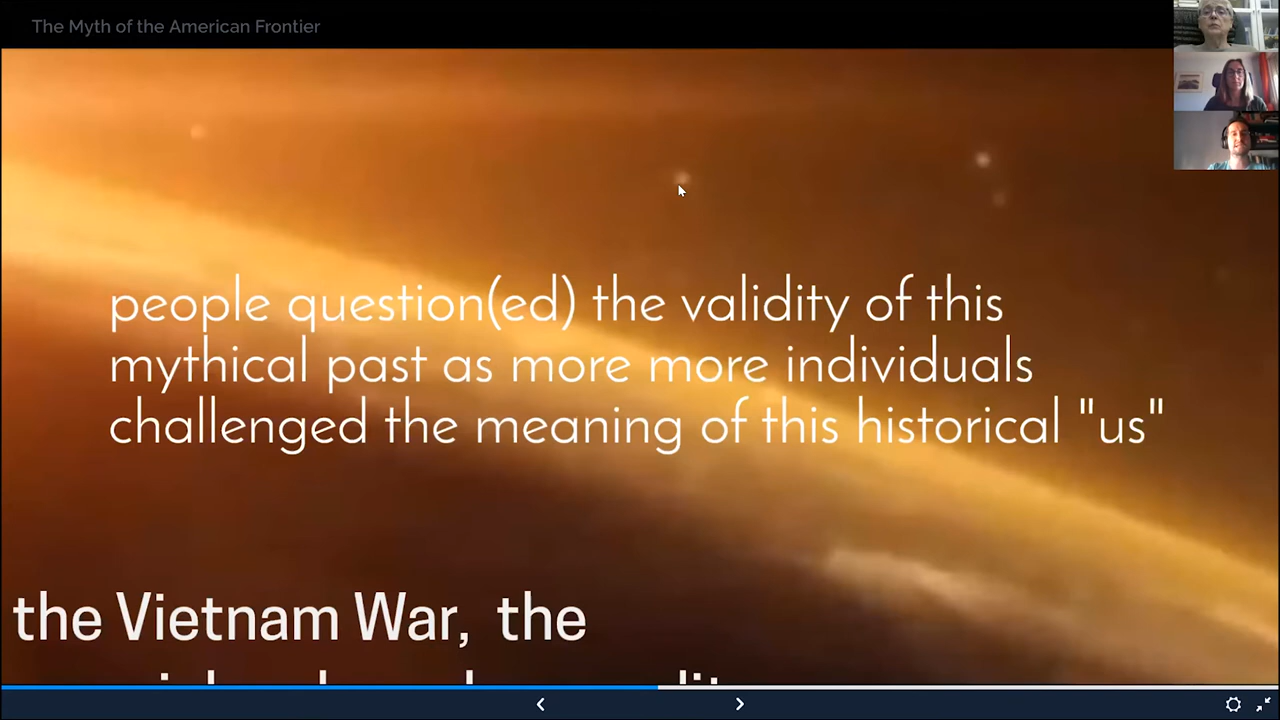 The Myth of the American Frontier
people question(ed) the validity of this
mythical past as more more individuals
challenged the meaning of this historical "us"
the Vietnam War, the